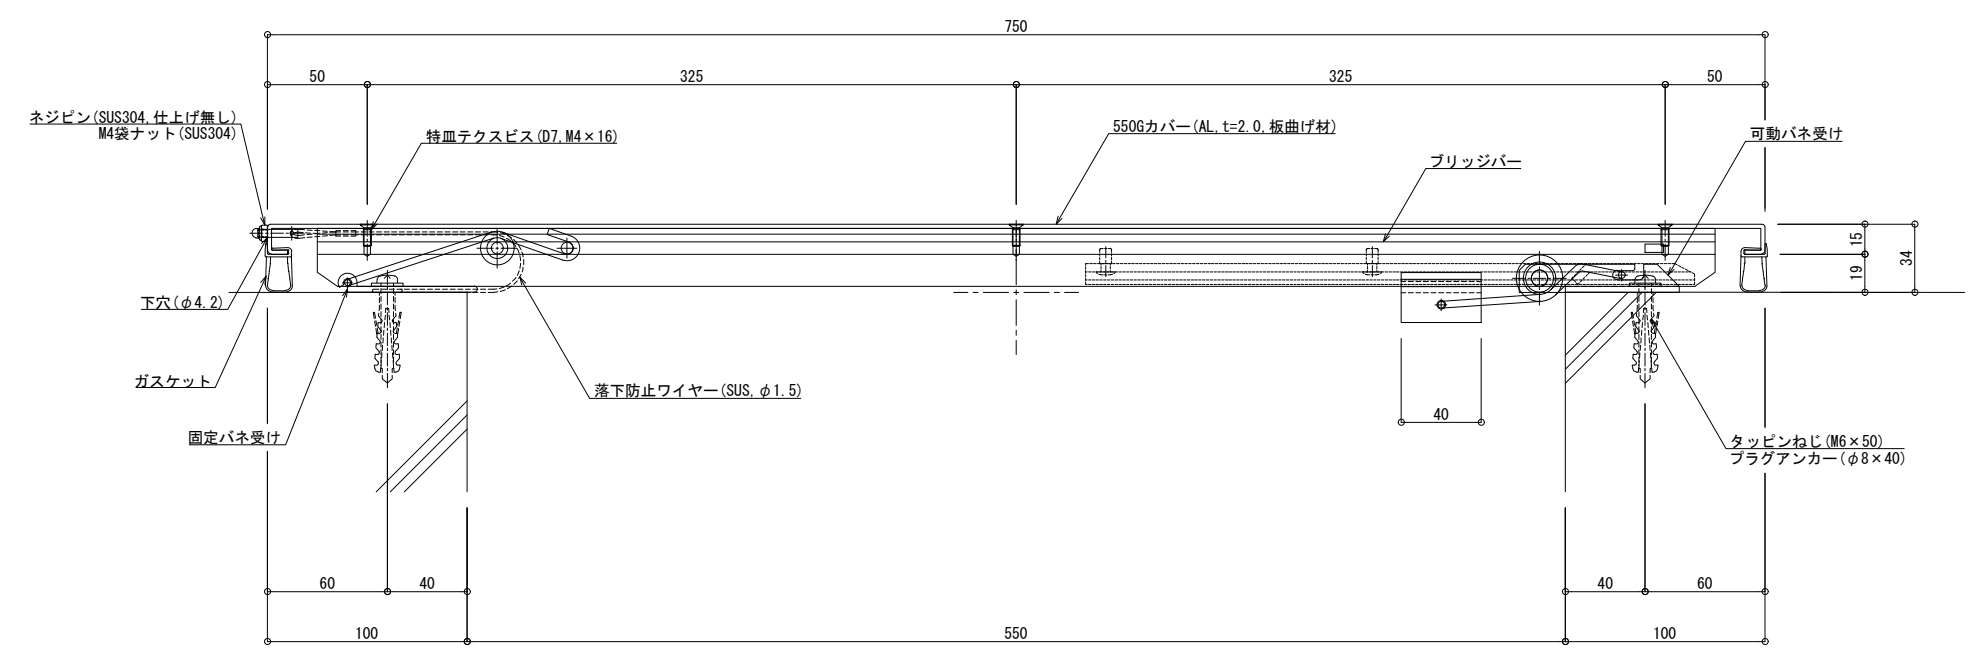 750
50
325
325
50
ネジピン(SUS304,仕上げ無し)
M4袋ナット(SUS304)
特皿テクスビス(D7,M4×16)
550Gカバー(AL,t=2.0,板曲げ材)
可動バネ受け
ブリッジバー
15
34
19
下穴(φ4.2)
ガスケット
落下防止ワイヤー(SUS,φ1.5)
40
固定バネ受け
タッピンねじ(M6×50)
プラグアンカー(φ8×40)
60
40
40
60
100
550
100